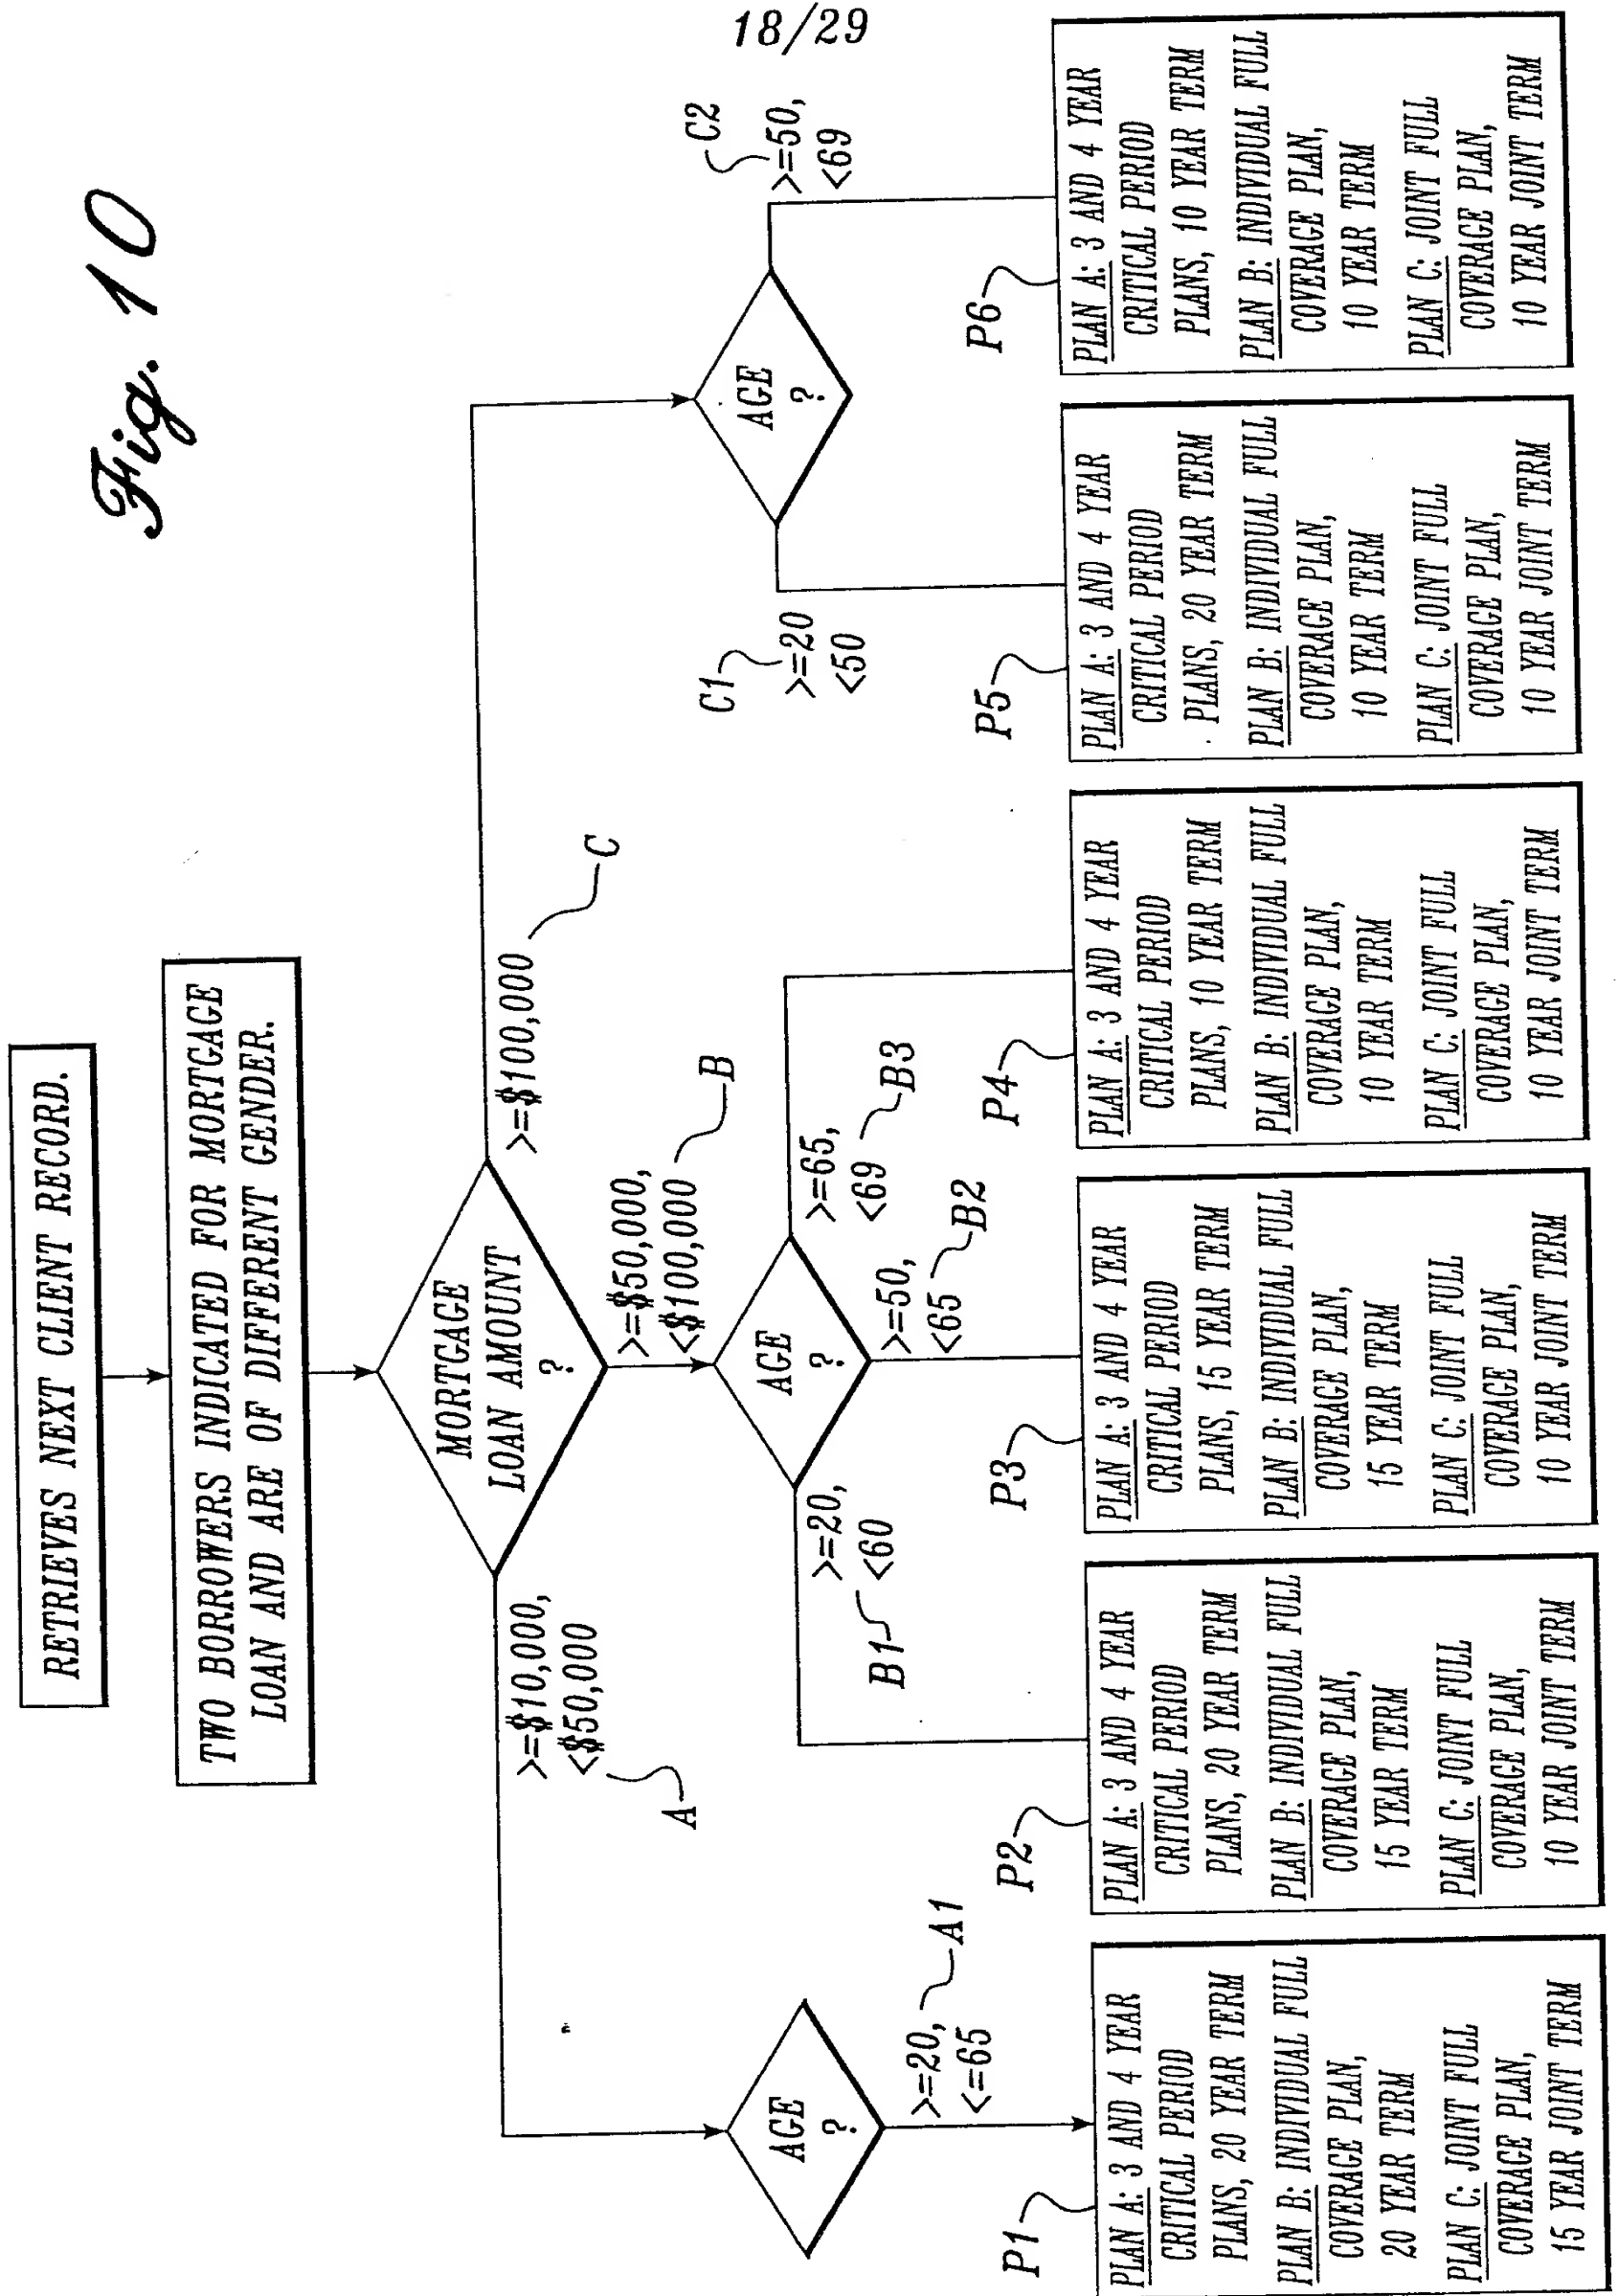 18/29
Fig. 10
RETRIEVES NEXT CLIENT RECORD.
TWO BORROWERS INDICATED FOR MORTGAGE
LOAN AND ARE OF DIFFERENT GENDER.
MORTGAGE
LOAN AMOUNT
?
>=$10,000,
<$50,000
A
>=$50,000,
<$100,000
B
>=$100,000
C
AGE
?
>=20,
<=65
A1
AGE
?
>=20,
<60
B1
>=50,
<65
B2
>=65,
<69
B3
AGE
?
C1
>=20
<50
C2
>=50,
<69
P1
PLAN A: 3 AND 4 YEAR
CRITICAL PERIOD
PLANS, 20 YEAR TERM
PLAN B: INDIVIDUAL FULL
COVERAGE PLAN,
20 YEAR TERM
PLAN C: JOINT FULL
COVERAGE PLAN,
15 YEAR JOINT TERM
P2
PLAN A: 3 AND 4 YEAR
CRITICAL PERIOD
PLANS, 20 YEAR TERM
PLAN B: INDIVIDUAL FULL
COVERAGE PLAN,
15 YEAR TERM
PLAN C: JOINT FULL
COVERAGE PLAN,
10 YEAR JOINT TERM
P3
PLAN A: 3 AND 4 YEAR
CRITICAL PERIOD
PLANS, 15 YEAR TERM
PLAN B: INDIVIDUAL FULL
COVERAGE PLAN,
15 YEAR TERM
PLAN C: JOINT FULL
COVERAGE PLAN,
10 YEAR JOINT TERM
P4
PLAN A: 3 AND 4 YEAR
CRITICAL PERIOD
PLANS, 10 YEAR TERM
PLAN B: INDIVIDUAL FULL
COVERAGE PLAN,
10 YEAR TERM
PLAN C: JOINT FULL
COVERAGE PLAN,
10 YEAR JOINT TERM
P5
PLAN A: 3 AND 4 YEAR
CRITICAL PERIOD
PLANS, 20 YEAR TERM
PLAN B: INDIVIDUAL FULL
COVERAGE PLAN,
10 YEAR TERM
PLAN C: JOINT FULL
COVERAGE PLAN,
10 YEAR JOINT TERM
P6
PLAN A: 3 AND 4 YEAR
CRITICAL PERIOD
PLANS, 10 YEAR TERM
PLAN B: INDIVIDUAL FULL
COVERAGE PLAN,
10 YEAR TERM
PLAN C: JOINT FULL
COVERAGE PLAN,
10 YEAR JOINT TERM